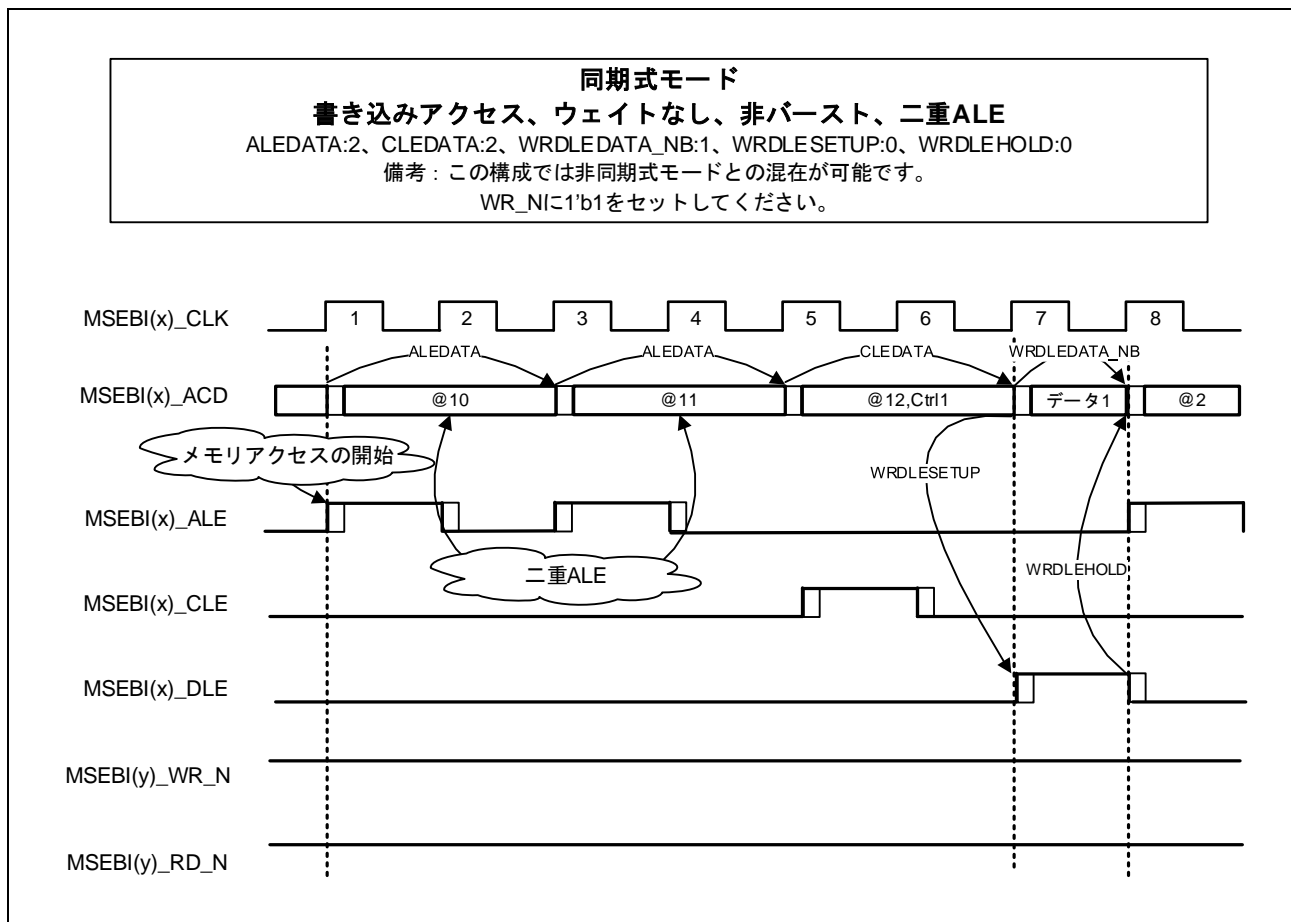 同期式モード
書き込みアクセス、ウェイトなし、非バースト、二重ALE
ALEDATA:2、CLEDATA:2、WRDLEDATA_NB:1、WRDLESETUP:0、WRDLEHOLD:0
備考：この構成では非同期式モードとの混在が可能です。
WR_Nに1'b1をセットしてください。
MSEBI(x)_CLK 1 2 3 4 5 6 7 8
ALEDATA ALEDATA CLEDATA WRDLEDATA_NB
MSEBI(x)_ACD @10 @11 @12,Ctrl1 データ1 @2
メモリアクセスの開始
WRDLESETUP
MSEBI(x)_ALE
二重ALE
WRDLEHOLD
MSEBI(x)_CLE
MSEBI(x)_DLE
MSEBI(y)_WR_N
MSEBI(y)_RD_N